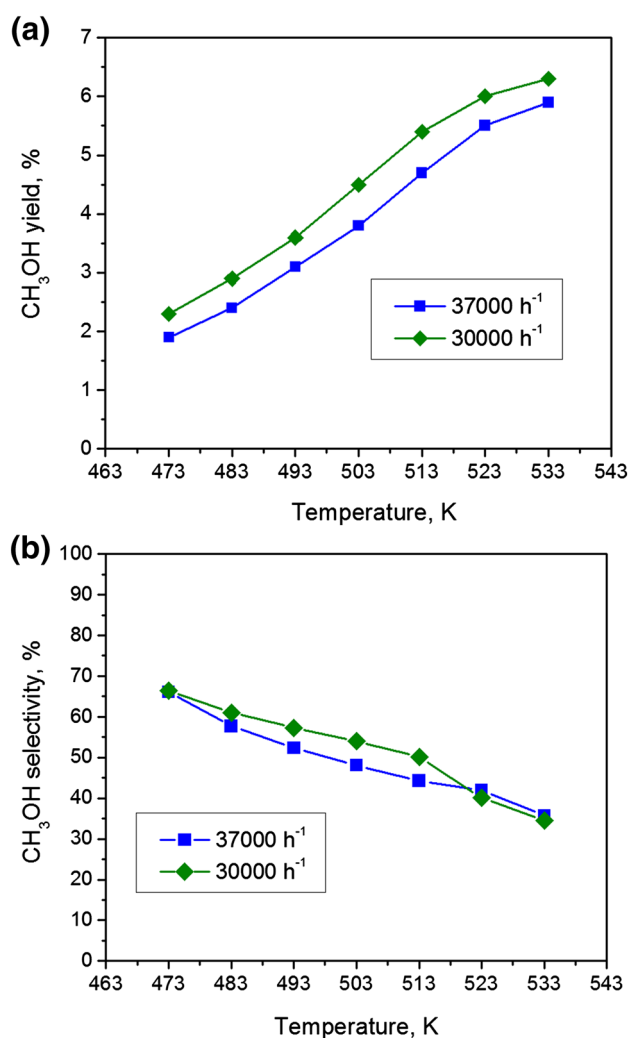 (a)
7
6
5
4
3
2
1
0
CH₃OH yield, %
37000 h⁻¹
30000 h⁻¹
463 473 483 493 503 513 523 533 543
Temperature, K
(b)
100
90
80
70
60
50
40
30
20
10
0
CH₃OH selectivity, %
37000 h⁻¹
30000 h⁻¹
463 473 483 493 503 513 523 533 543
Temperature, K